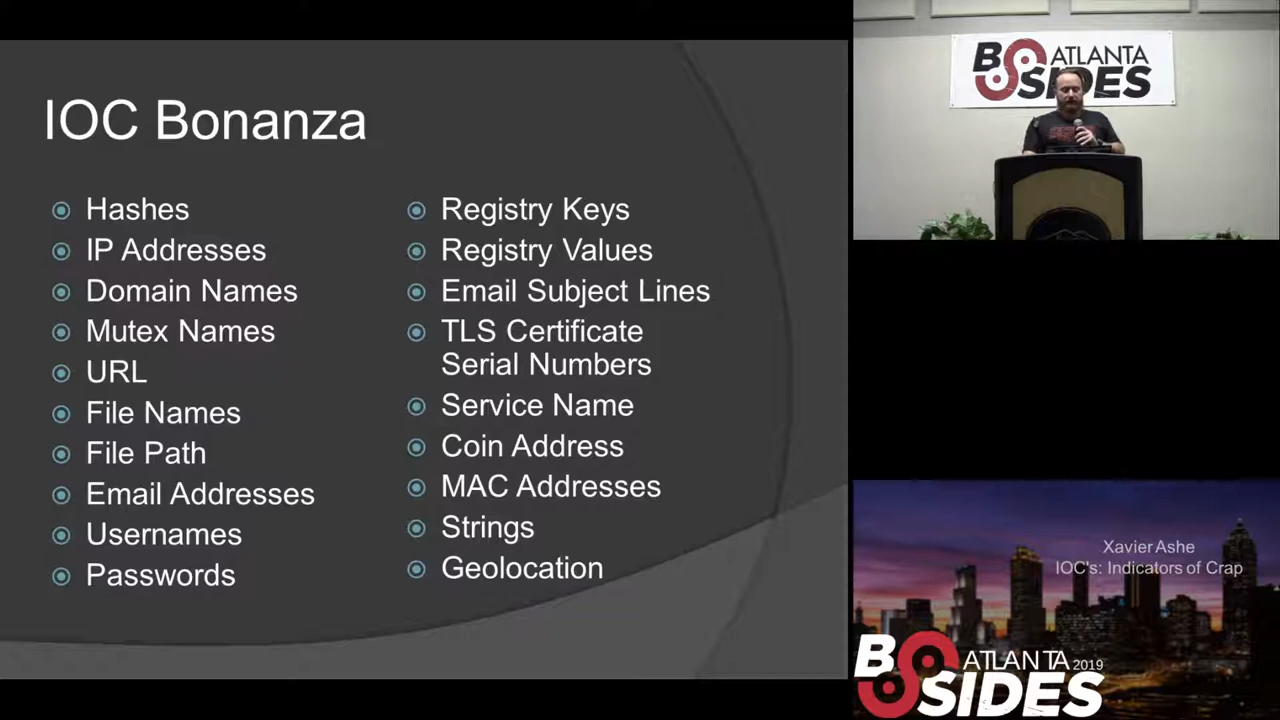 IOC Bonanza
Hashes
IP Addresses
Domain Names
Mutex Names
URL
File Names
File Path
Email Addresses
Usernames
Passwords
Registry Keys
Registry Values
Email Subject Lines
TLS Certificate
Serial Numbers
Service Name
Coin Address
MAC Addresses
Strings
Geolocation
BSIDES ATLANTA
Xavier Ashe
IOC's: Indicators of Crap
BSIDES ATLANTA 2019